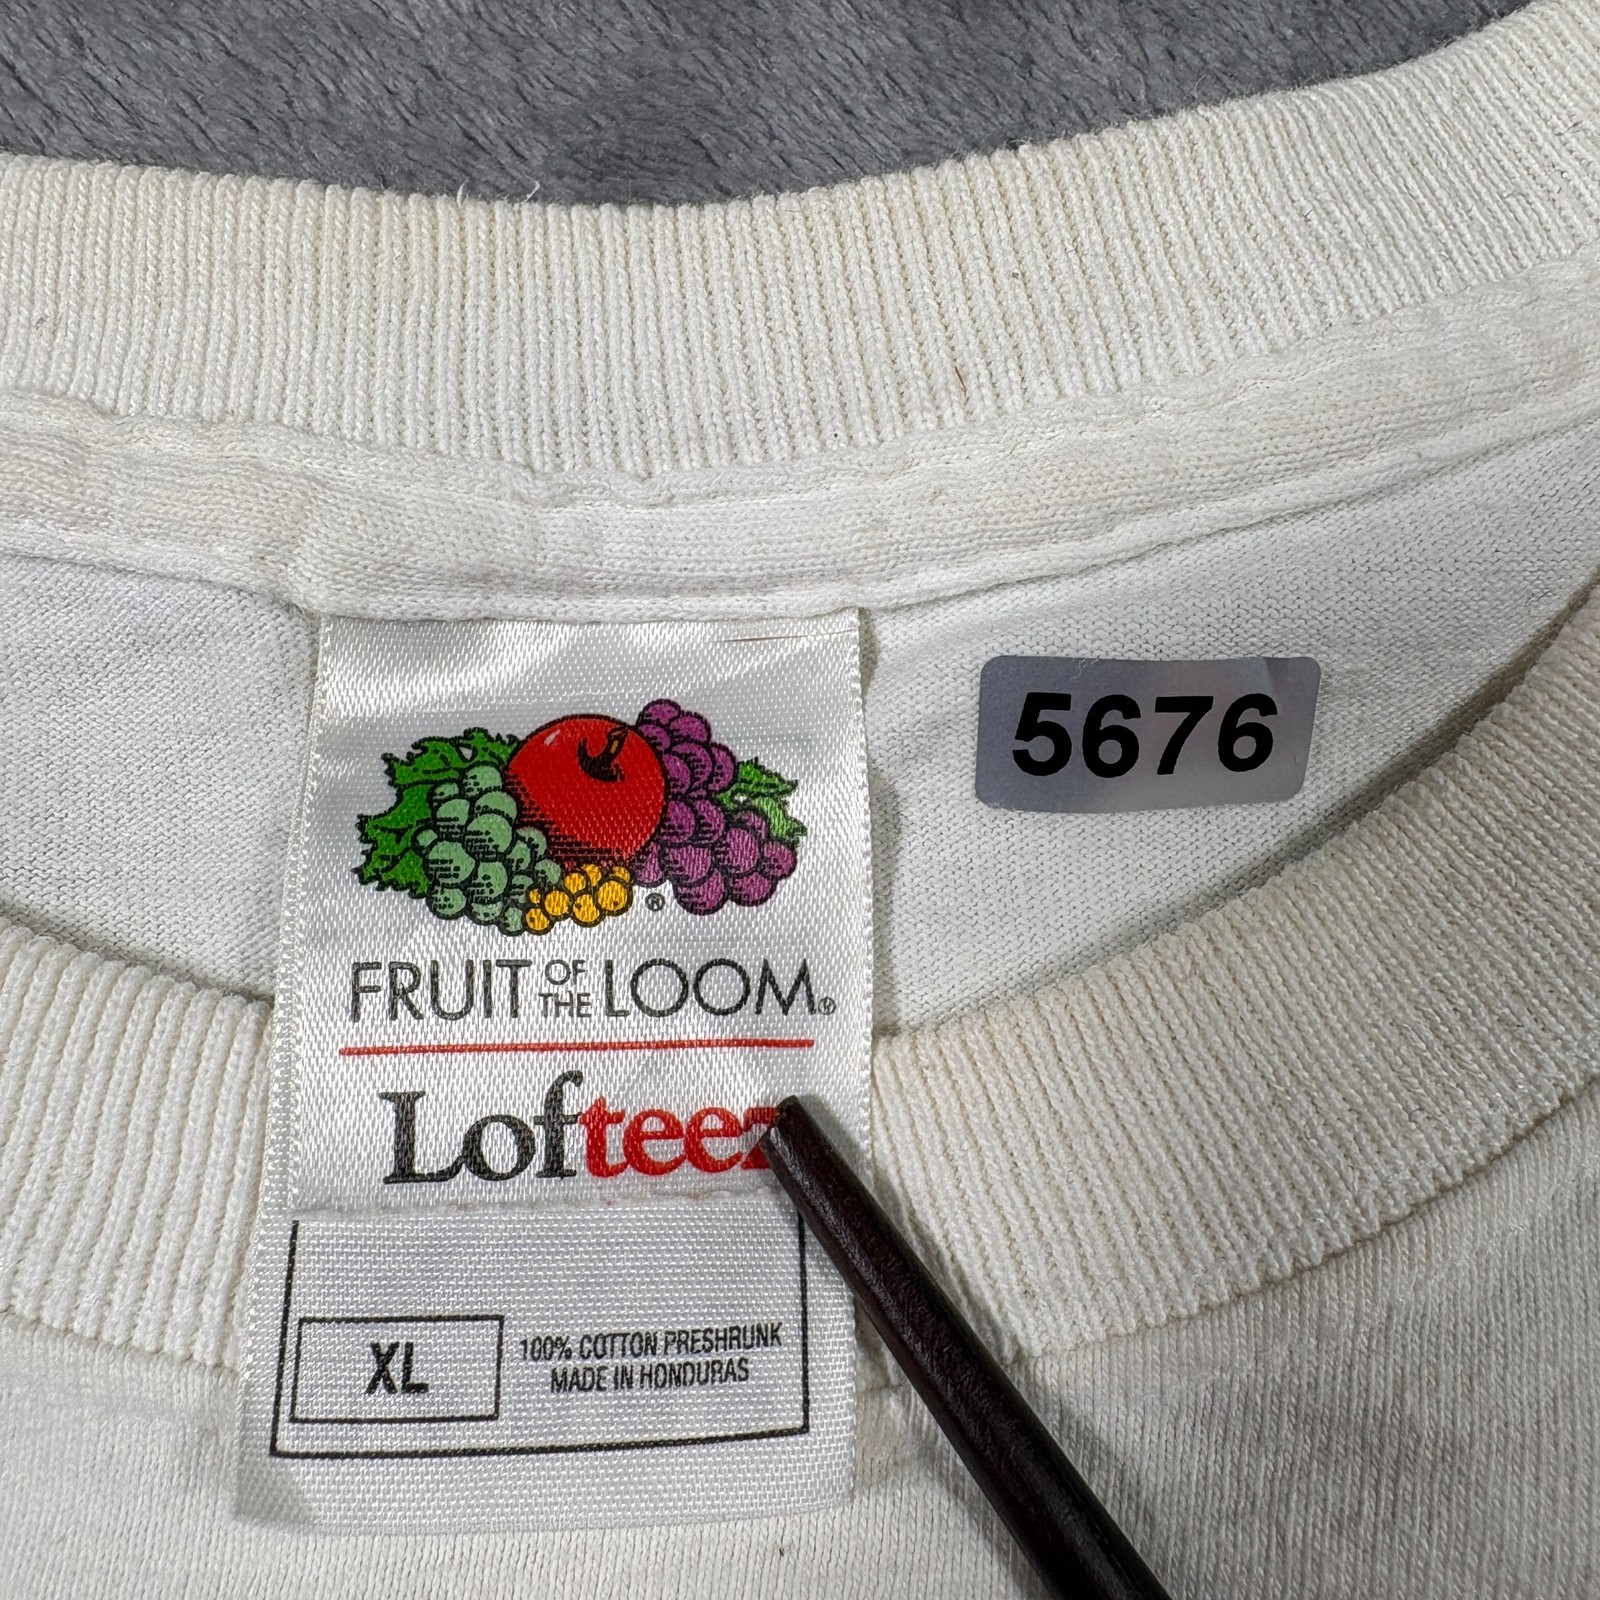 5676
FRUIT OF THE LOOM®
Lofteez
XL
100% COTTON PRESHRUNK
MADE IN HONDURAS